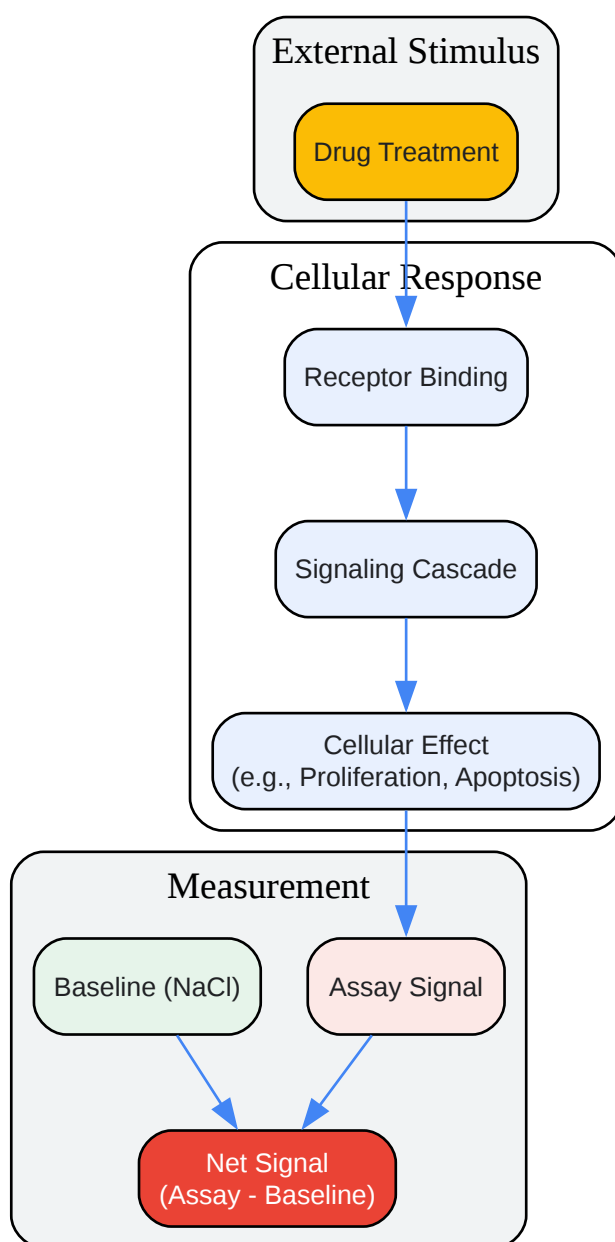 External Stimulus
Drug Treatment
Cellular Response
Receptor Binding
Signaling Cascade
Cellular Effect
(e.g., Proliferation, Apoptosis)
Measurement
Baseline (NaCl)
Assay Signal
Net Signal
(Assay - Baseline)